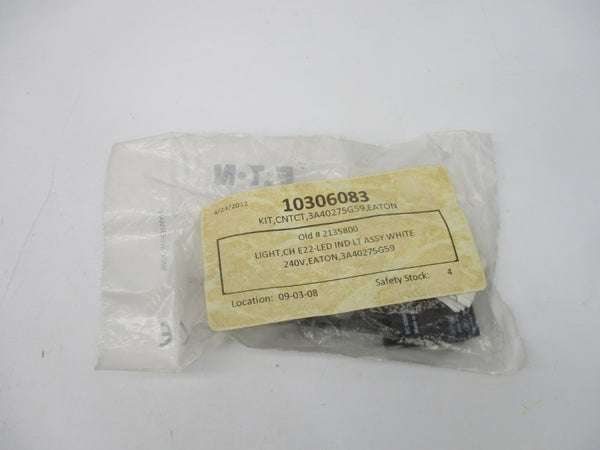 E·T·N
4/24/2012
10306083
KIT,CNTCT,3A40275G59,EATON
Old # 2135800
LIGHT,CH E22-LED IND LT ASSY WHITE
240V,EATON,3A40275G59
Location: 09-03-08
Safety Stock: 4
CE